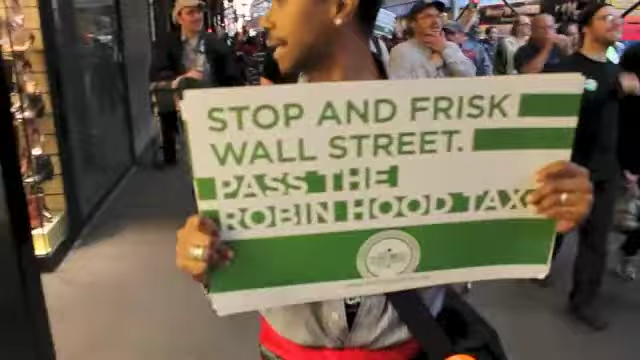 STOP AND FRISK
WALL STREET.
PASS THE
ROBIN HOOD TAX